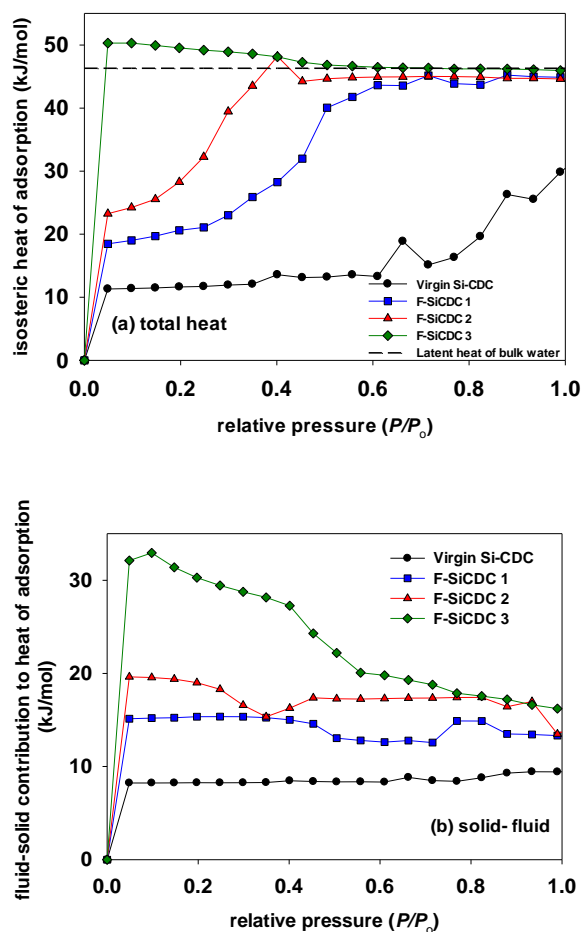 isosteric heat of adsorption (kJ/mol)
60
50
40
30
20
10
0
Virgin Si-CDC
F-SiCDC 1
F-SiCDC 2
F-SiCDC 3
Latent heat of bulk water
(a) total heat
0.0 0.2 0.4 0.6 0.8 1.0
relative pressure (P/Po)
fluid-solid contribution to heat of adsorption
(kJ/mol)
30
20
10
0
Virgin Si-CDC
F-SiCDC 1
F-SiCDC 2
F-SiCDC 3
(b) solid- fluid
0.0 0.2 0.4 0.6 0.8 1.0
relative pressure (P/Po)